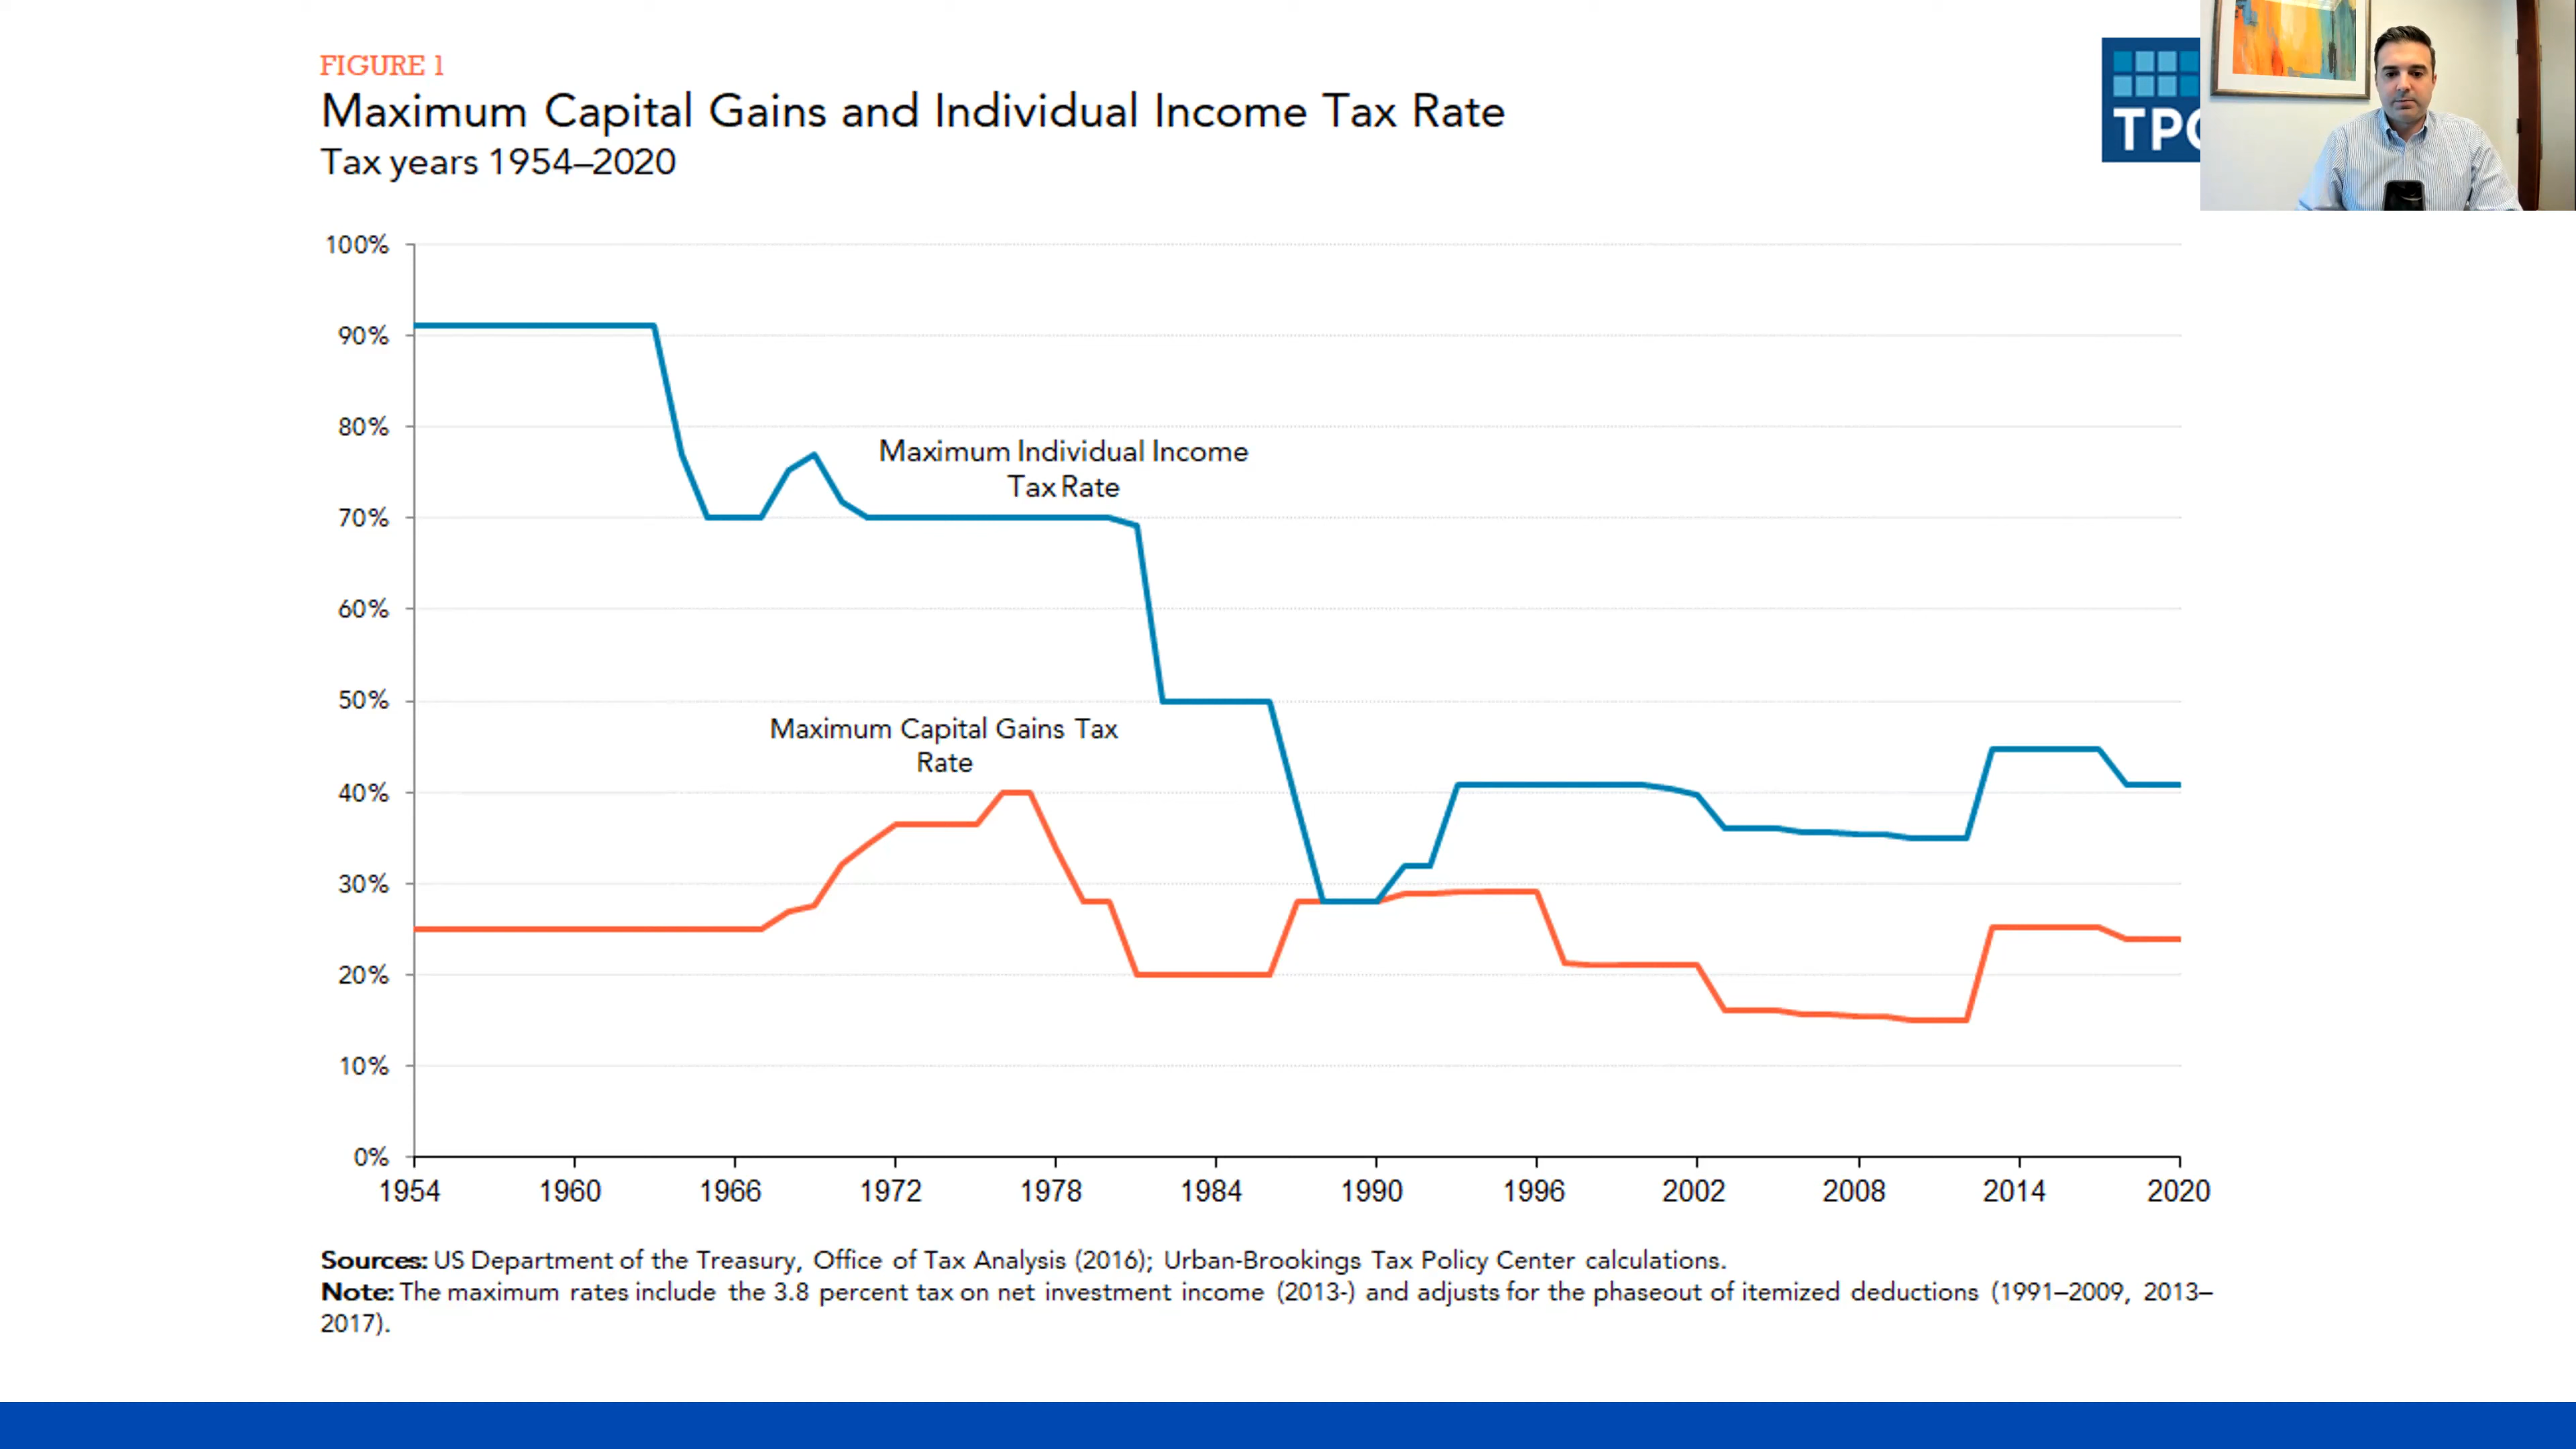 FIGURE 1
Maximum Capital Gains and Individual Income Tax Rate
Tax years 1954–2020
TPC
100%
90%
80%
70%
60%
50%
40%
30%
20%
10%
0%
Maximum Individual Income
Tax Rate
Maximum Capital Gains Tax
Rate
1954 1960 1966 1972 1978 1984 1990 1996 2002 2008 2014 2020
Sources: US Department of the Treasury, Office of Tax Analysis (2016); Urban-Brookings Tax Policy Center calculations.
Note: The maximum rates include the 3.8 percent tax on net investment income (2013-) and adjusts for the phaseout of itemized deductions (1991–2009, 2013–
2017).